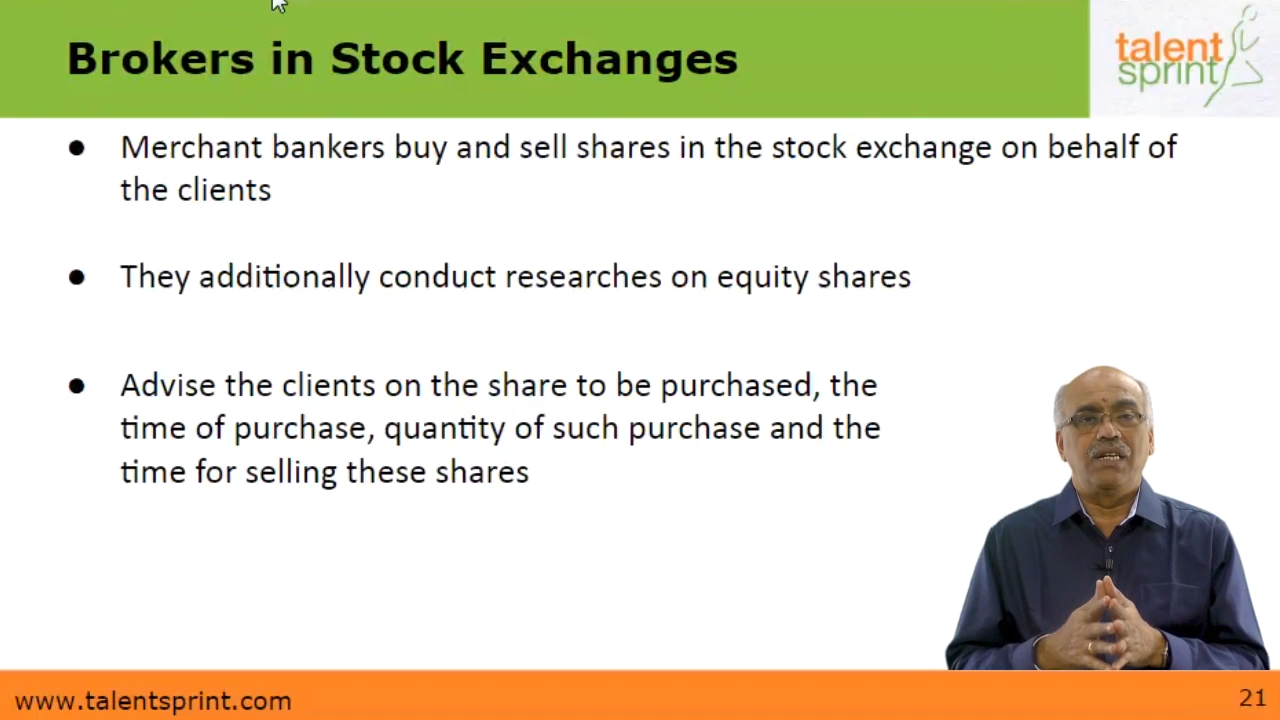 Brokers in Stock Exchanges
talent
sprint
● Merchant bankers buy and sell shares in the stock exchange on behalf of
the clients
● They additionally conduct researches on equity shares
● Advise the clients on the share to be purchased, the
time of purchase, quantity of such purchase and the
time for selling these shares
www.talentsprint.com
21